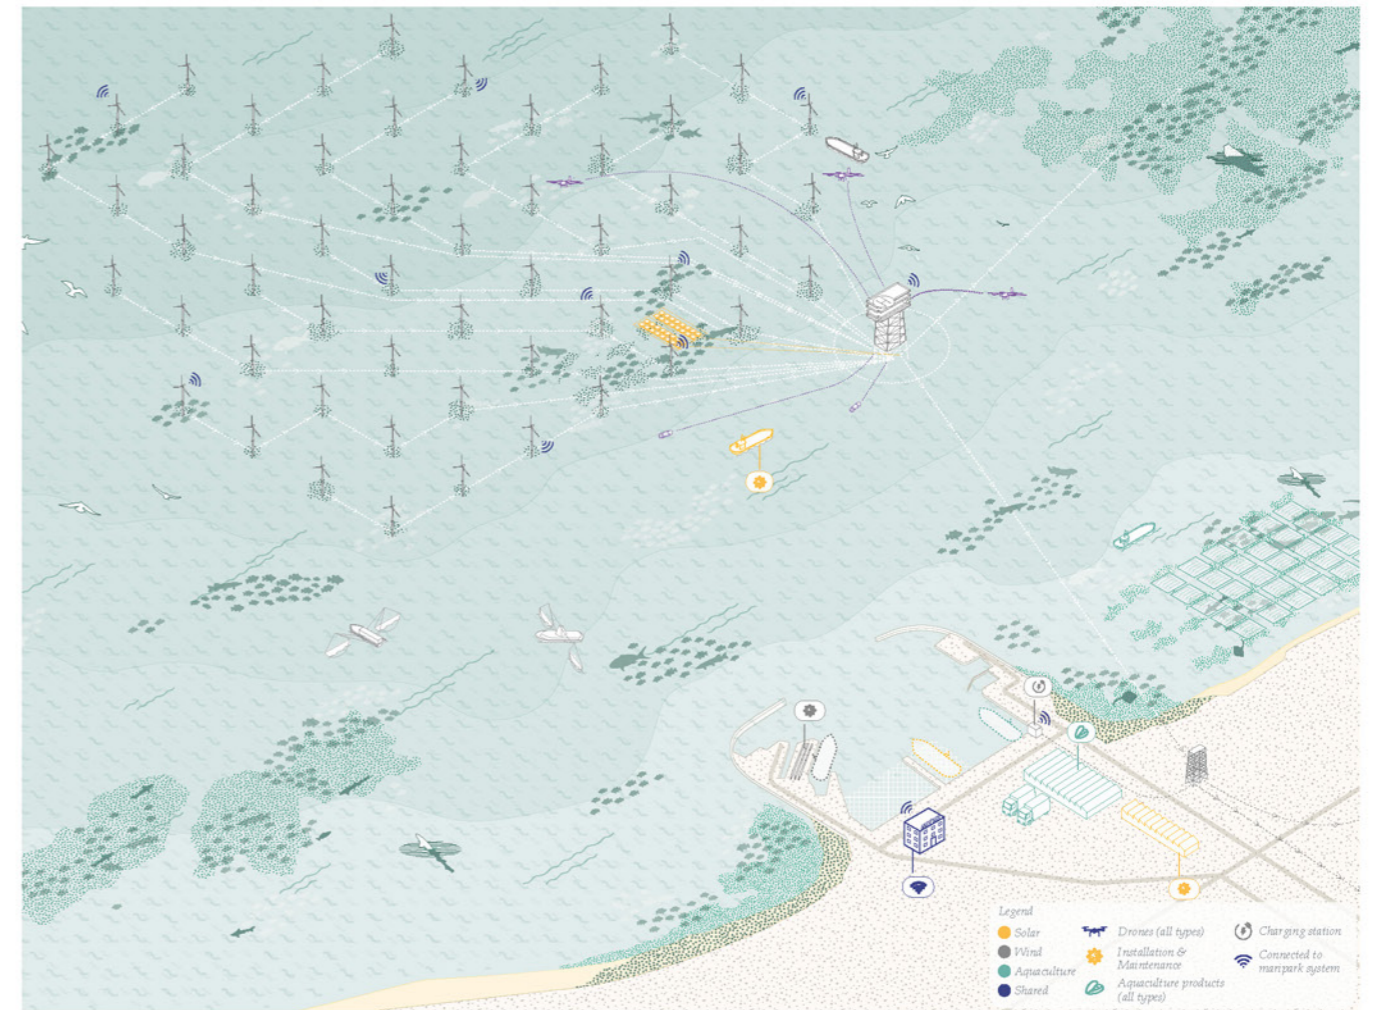 Legend
Solar
Wind
Aquaculture
Shared
Drones (all types)
Installation &
Maintenance
Aquaculture products
(all types)
Charging station
Connected to
maripark system